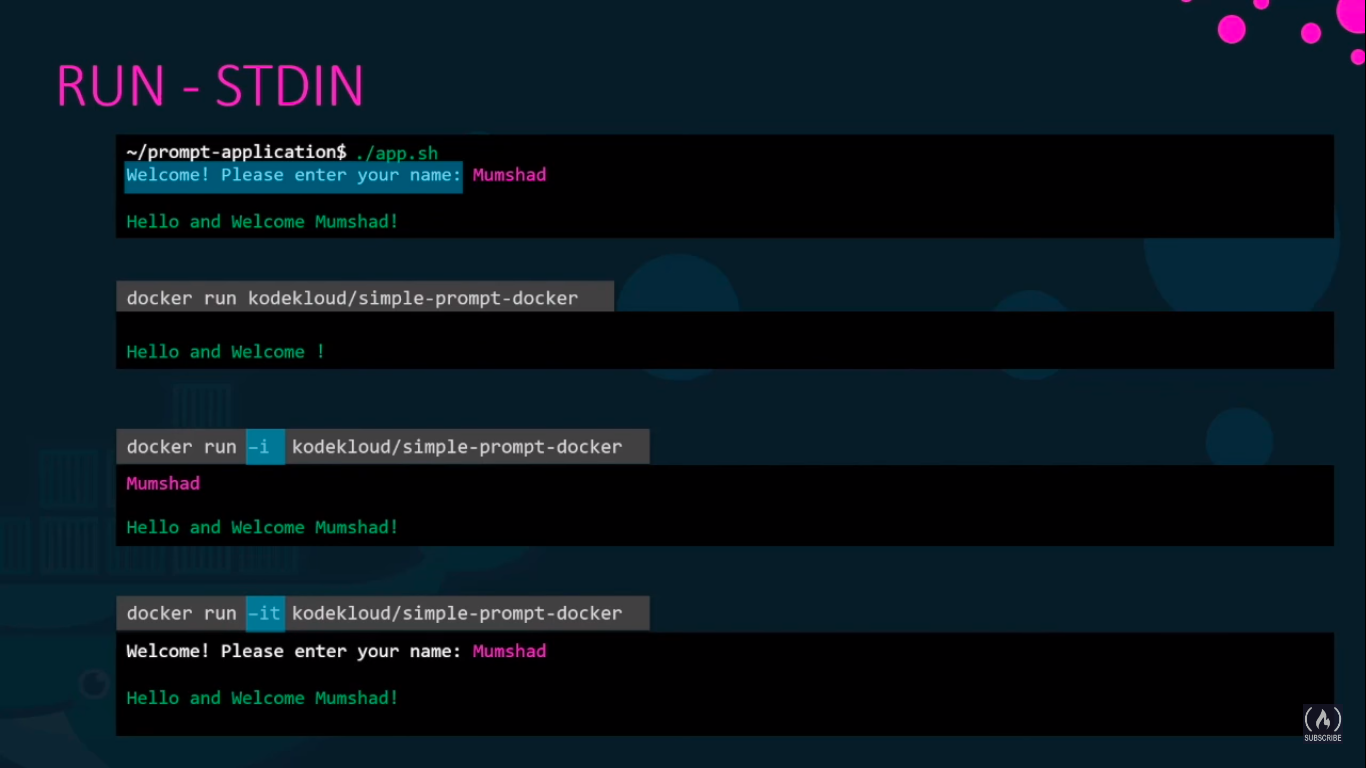 RUN - STDIN
~/prompt-application$ ./app.sh
Welcome! Please enter your name: Mumshad
Hello and Welcome Mumshad!
docker run kodekloud/simple-prompt-docker
Hello and Welcome !
docker run -i kodekloud/simple-prompt-docker
Mumshad
Hello and Welcome Mumshad!
docker run -it kodekloud/simple-prompt-docker
Welcome! Please enter your name: Mumshad
Hello and Welcome Mumshad!
SUBSCRIBE